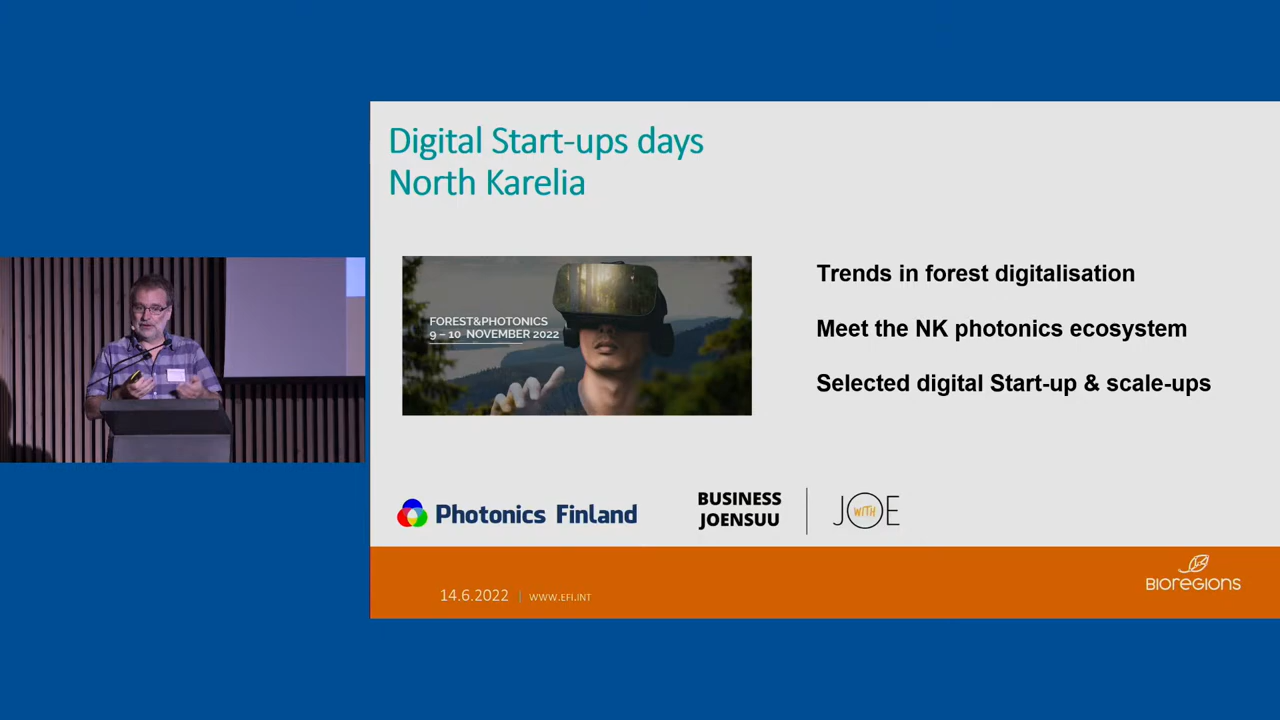 Digital Start-ups days
North Karelia
FOREST&PHOTONICS
9 – 10 NOVEMBER 2022
Trends in forest digitalisation
Meet the NK photonics ecosystem
Selected digital Start-up & scale-ups
Photonics Finland
BUSINESS
JOENSUU
JOE
WITH
14.6.2022 | WWW.EFI.INT
BIOREGIONS